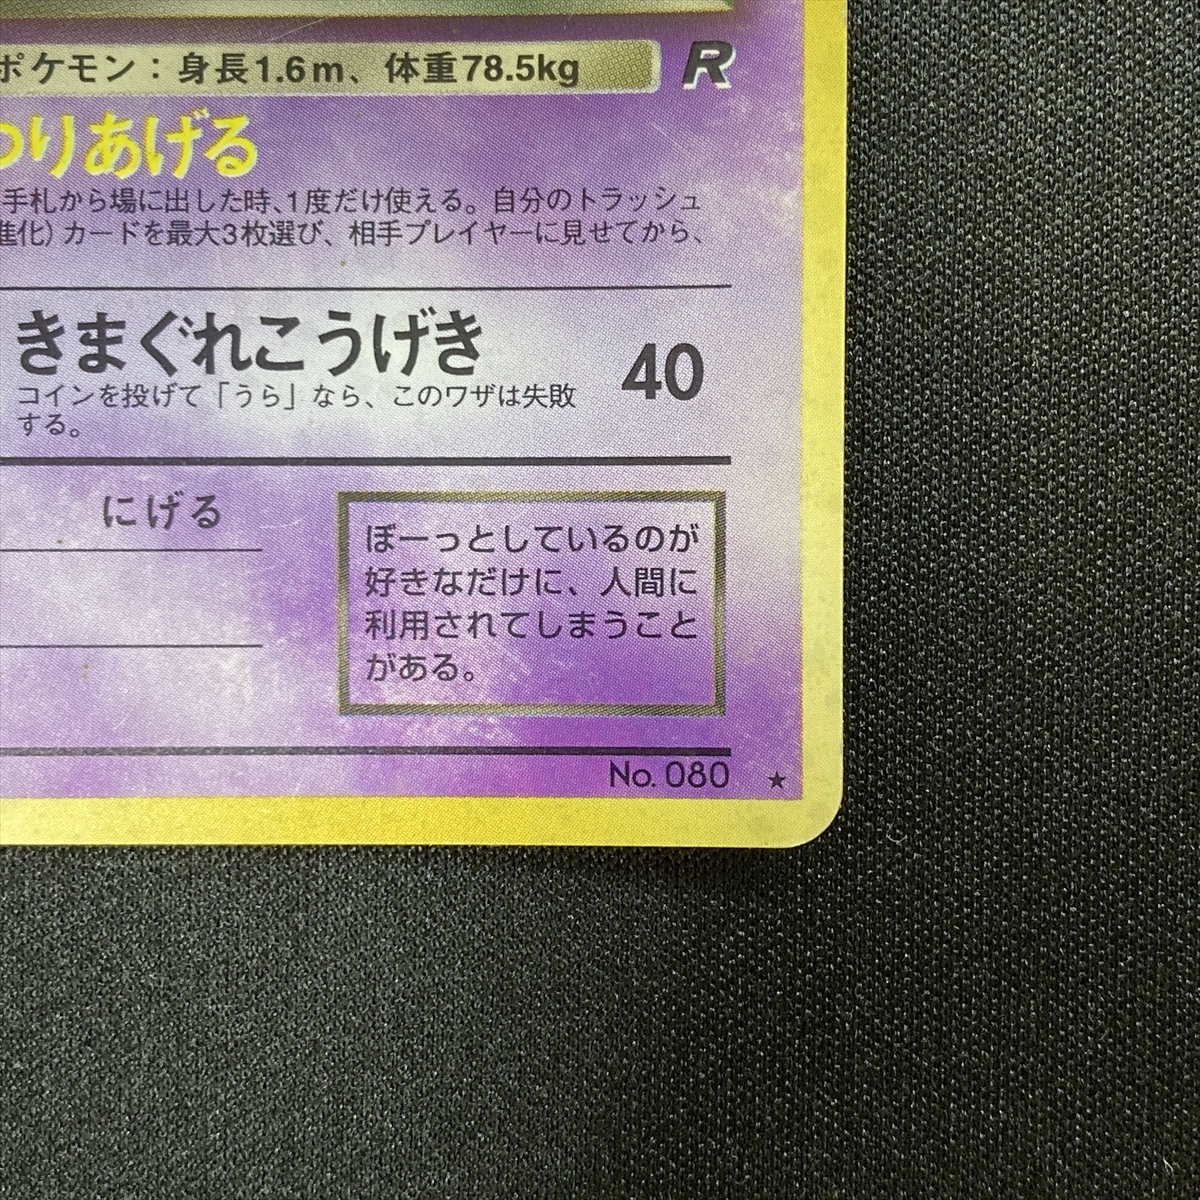 ポケモン：身長1.6m、体重78.5kg R
つりあげる
手札から場に出した時、1度だけ使える。自分のトラッシュ
進化）カードを最大3枚選び、相手プレイヤーに見せてから、
きまぐれこうげき 40
コインを投げて「うら」なら、このワザは失敗
する。
にげる
ぼーっとしているのが
好きなだけに、人間に
利用されてしまうこと
がある。
No. 080 ★